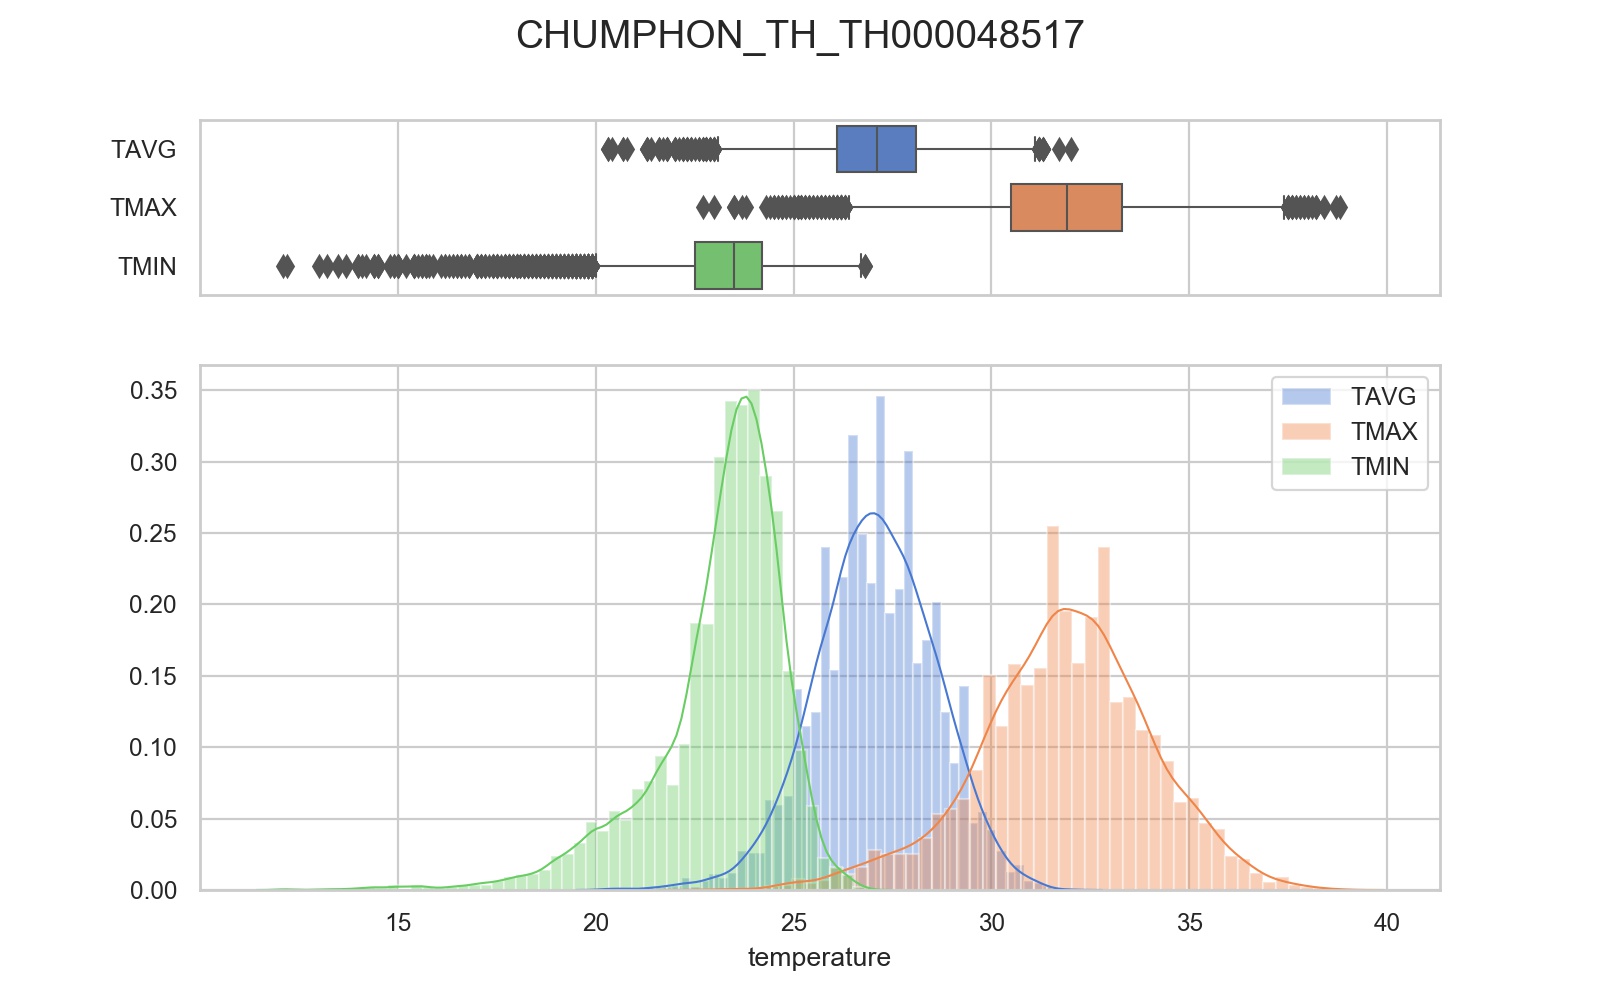 CHUMPHON_TH_TH000048517
TAVG
TMAX
TMIN
0.35
0.30
0.25
0.20
0.15
0.10
0.05
0.00
TAVG
TMAX
TMIN
15 20 25 30 35 40
temperature